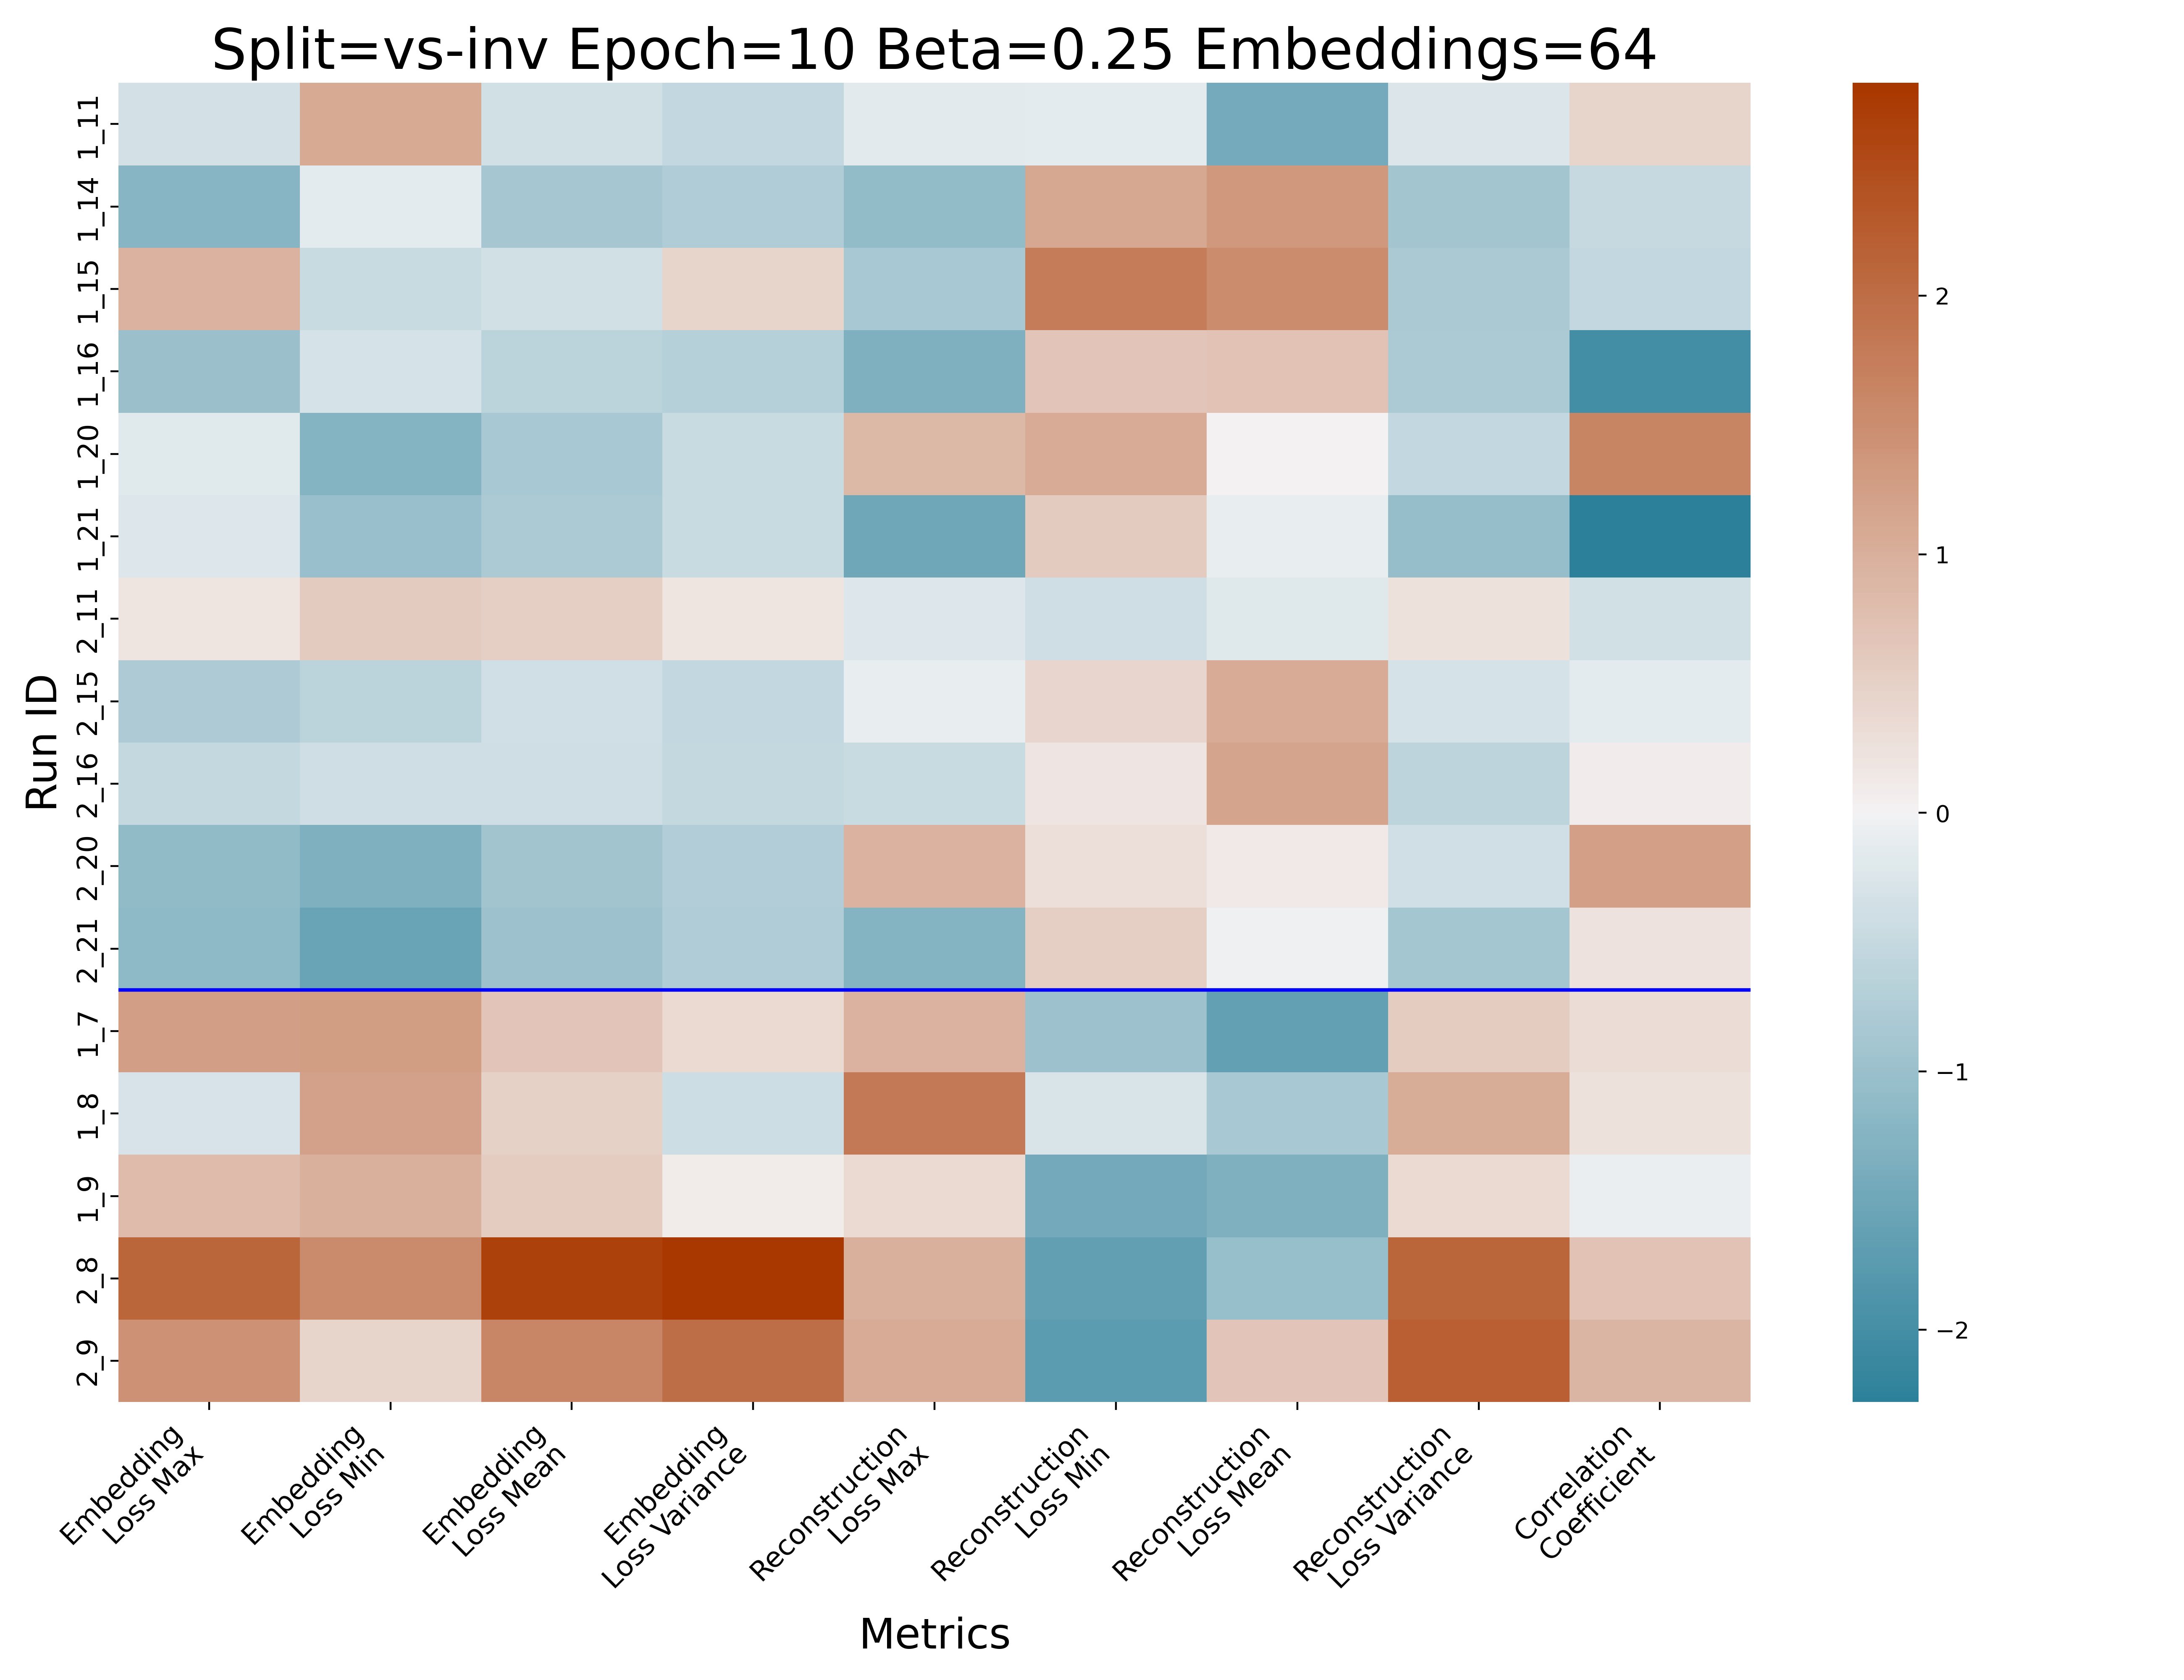 Split=vs-inv Epoch=10 Beta=0.25 Embeddings=64
Run ID
1_11
1_14
1_15
1_16
1_20
1_21
2_11
2_15
2_16
2_20
2_21
1_7
1_8
1_9
2_8
2_9
2
1
0
−1
−2
Embedding
Loss Max
Embedding
Loss Min
Embedding
Loss Mean
Embedding
Loss Variance
Reconstruction
Loss Max
Reconstruction
Loss Min
Reconstruction
Loss Mean
Reconstruction
Loss Variance
Correlation
Coefficient
Metrics